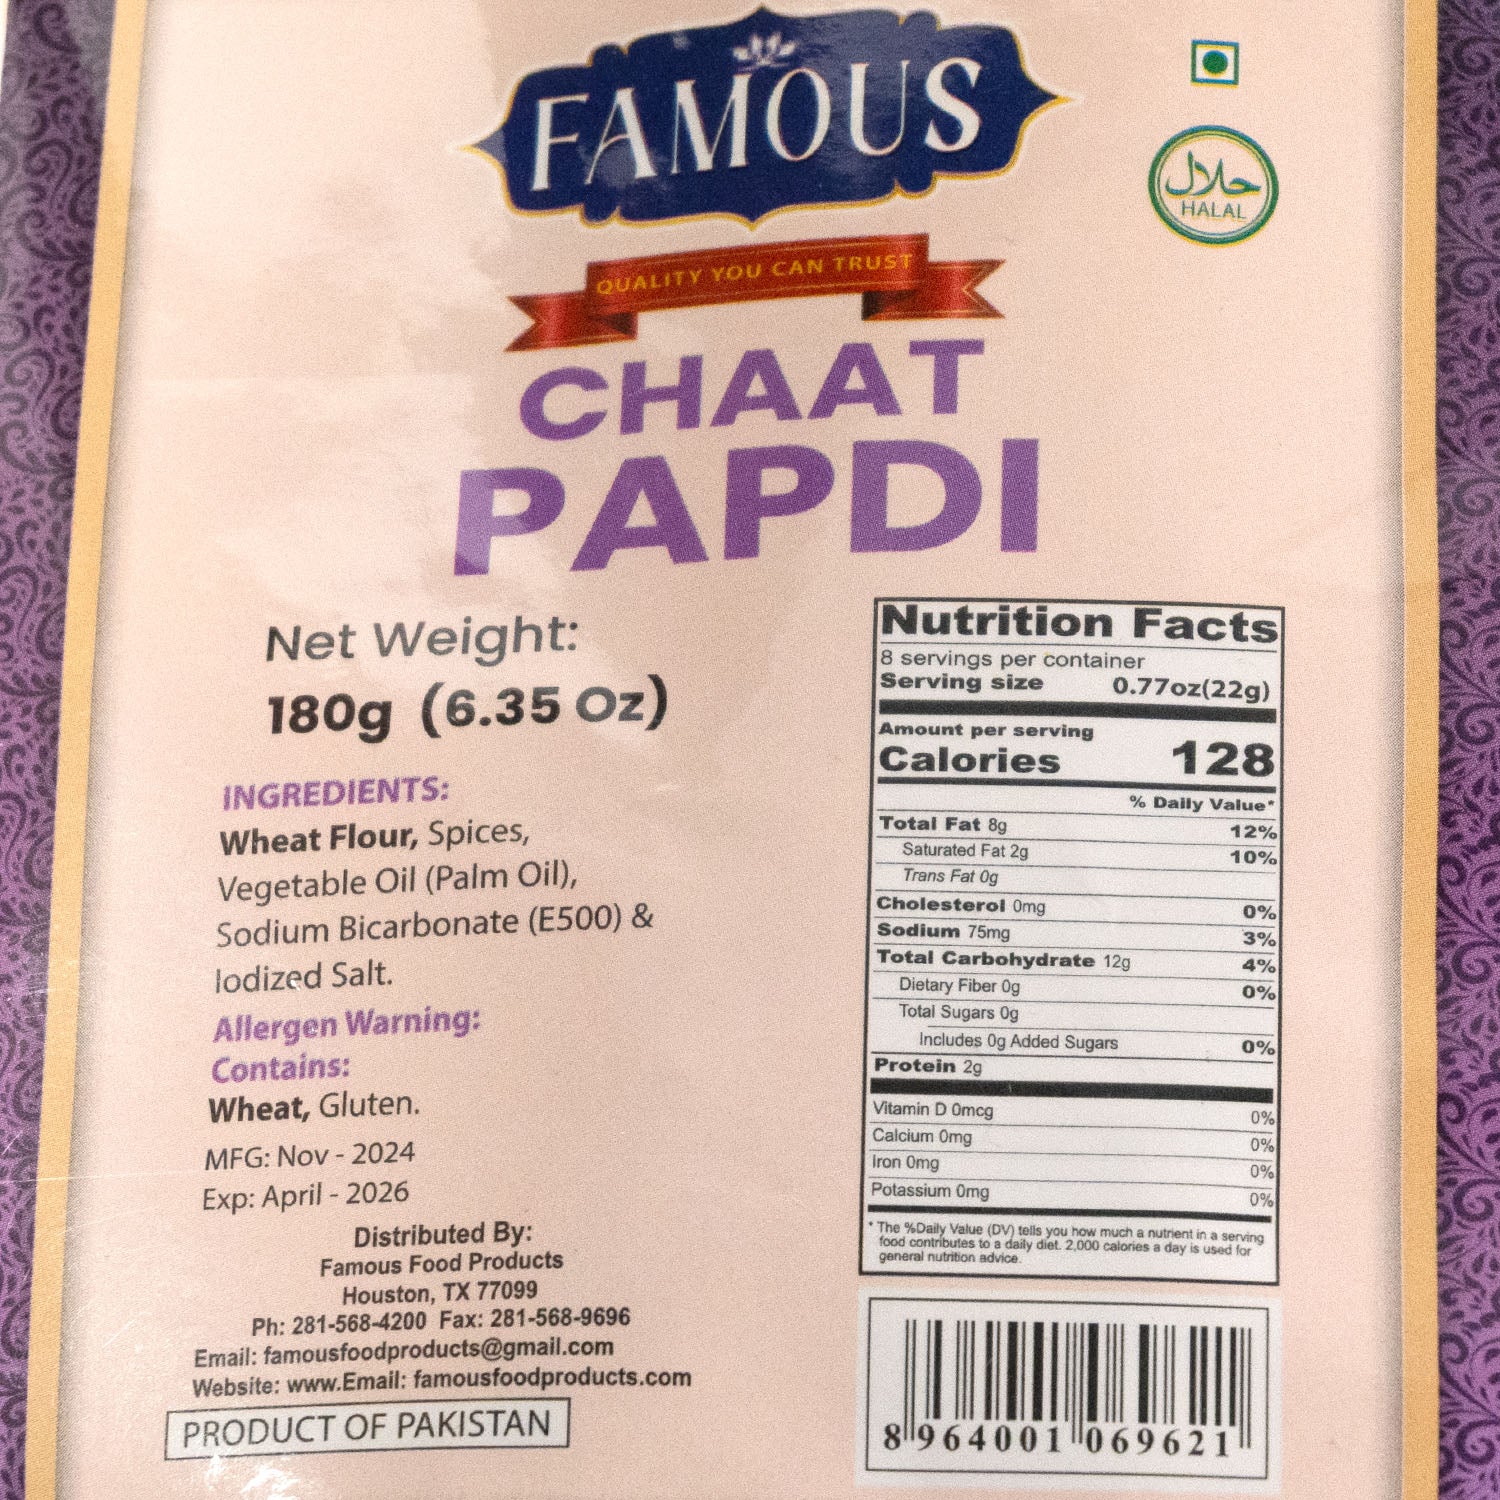 FAMOUS
QUALITY YOU CAN TRUST
حلال
HALAL
CHAAT
PAPDI
Net Weight:
180g (6.35 Oz)
INGREDIENTS:
Wheat Flour, Spices,
Vegetable Oil (Palm Oil),
Sodium Bicarbonate (E500) &
Iodized Salt.
Allergen Warning:
Contains:
Wheat, Gluten.
MFG: Nov - 2024
Exp: April - 2026
Distributed By:
Famous Food Products
Houston, TX 77099
Ph: 281-568-4200 Fax: 281-568-9696
Email: famousfoodproducts@gmail.com
Website: www.Email: famousfoodproducts.com
PRODUCT OF PAKISTAN
Nutrition Facts
8 servings per container
Serving size 0.77oz(22g)
Amount per serving
Calories 128
% Daily Value*
Total Fat 8g 12%
Saturated Fat 2g 10%
Trans Fat 0g
Cholesterol 0mg 0%
Sodium 75mg 3%
Total Carbohydrate 12g 4%
Dietary Fiber 0g 0%
Total Sugars 0g
Includes 0g Added Sugars 0%
Protein 2g
Vitamin D 0mcg 0%
Calcium 0mg 0%
Iron 0mg 0%
Potassium 0mg 0%
* The %Daily Value (DV) tells you how much a nutrient in a serving
food contributes to a daily diet. 2,000 calories a day is used for
general nutrition advice.
8 964001 069621